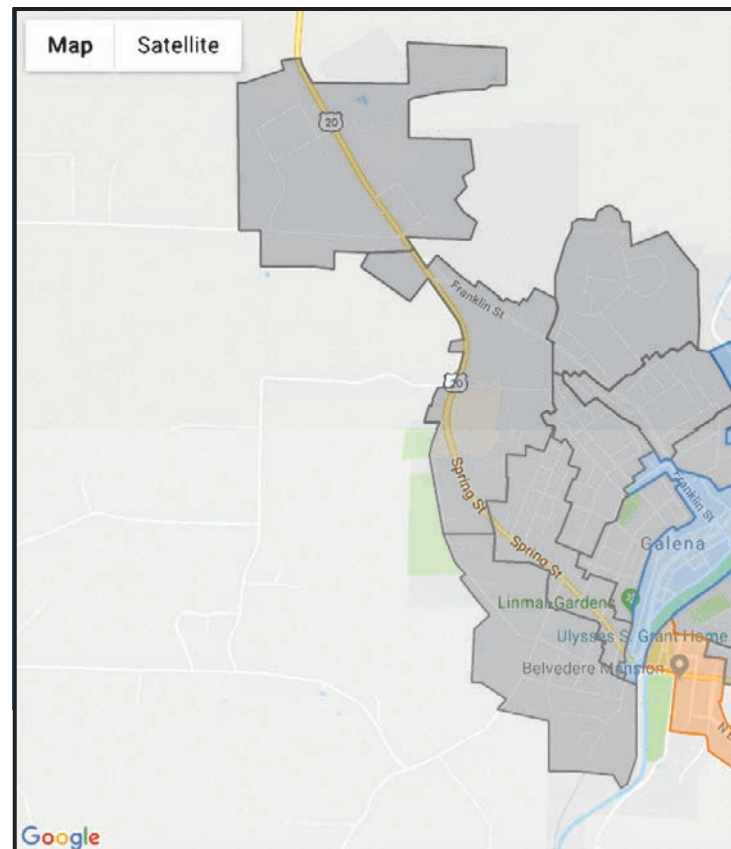 Map Satellite
20
Franklin St
20
Spring St
Franklin St
Spring St
Galena
Linmar Gardens
Ulysses S. Grant Home
Belvedere Mansion
Google